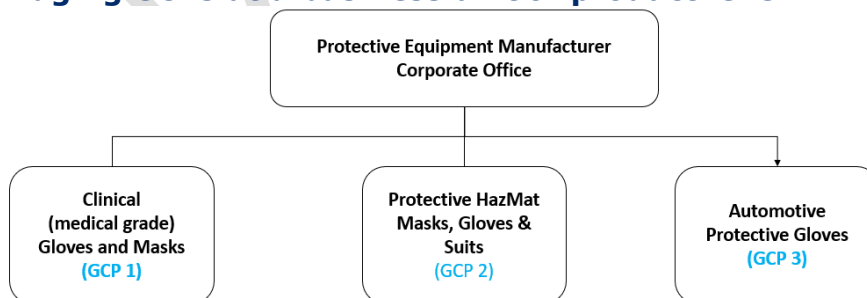 Protective Equipment Manufacturer
Corporate Office
Clinical
(medical grade)
Gloves and Masks
(GCP 1)
Protective HazMat
Masks, Gloves &
Suits
(GCP 2)
Automotive
Protective Gloves
(GCP 3)